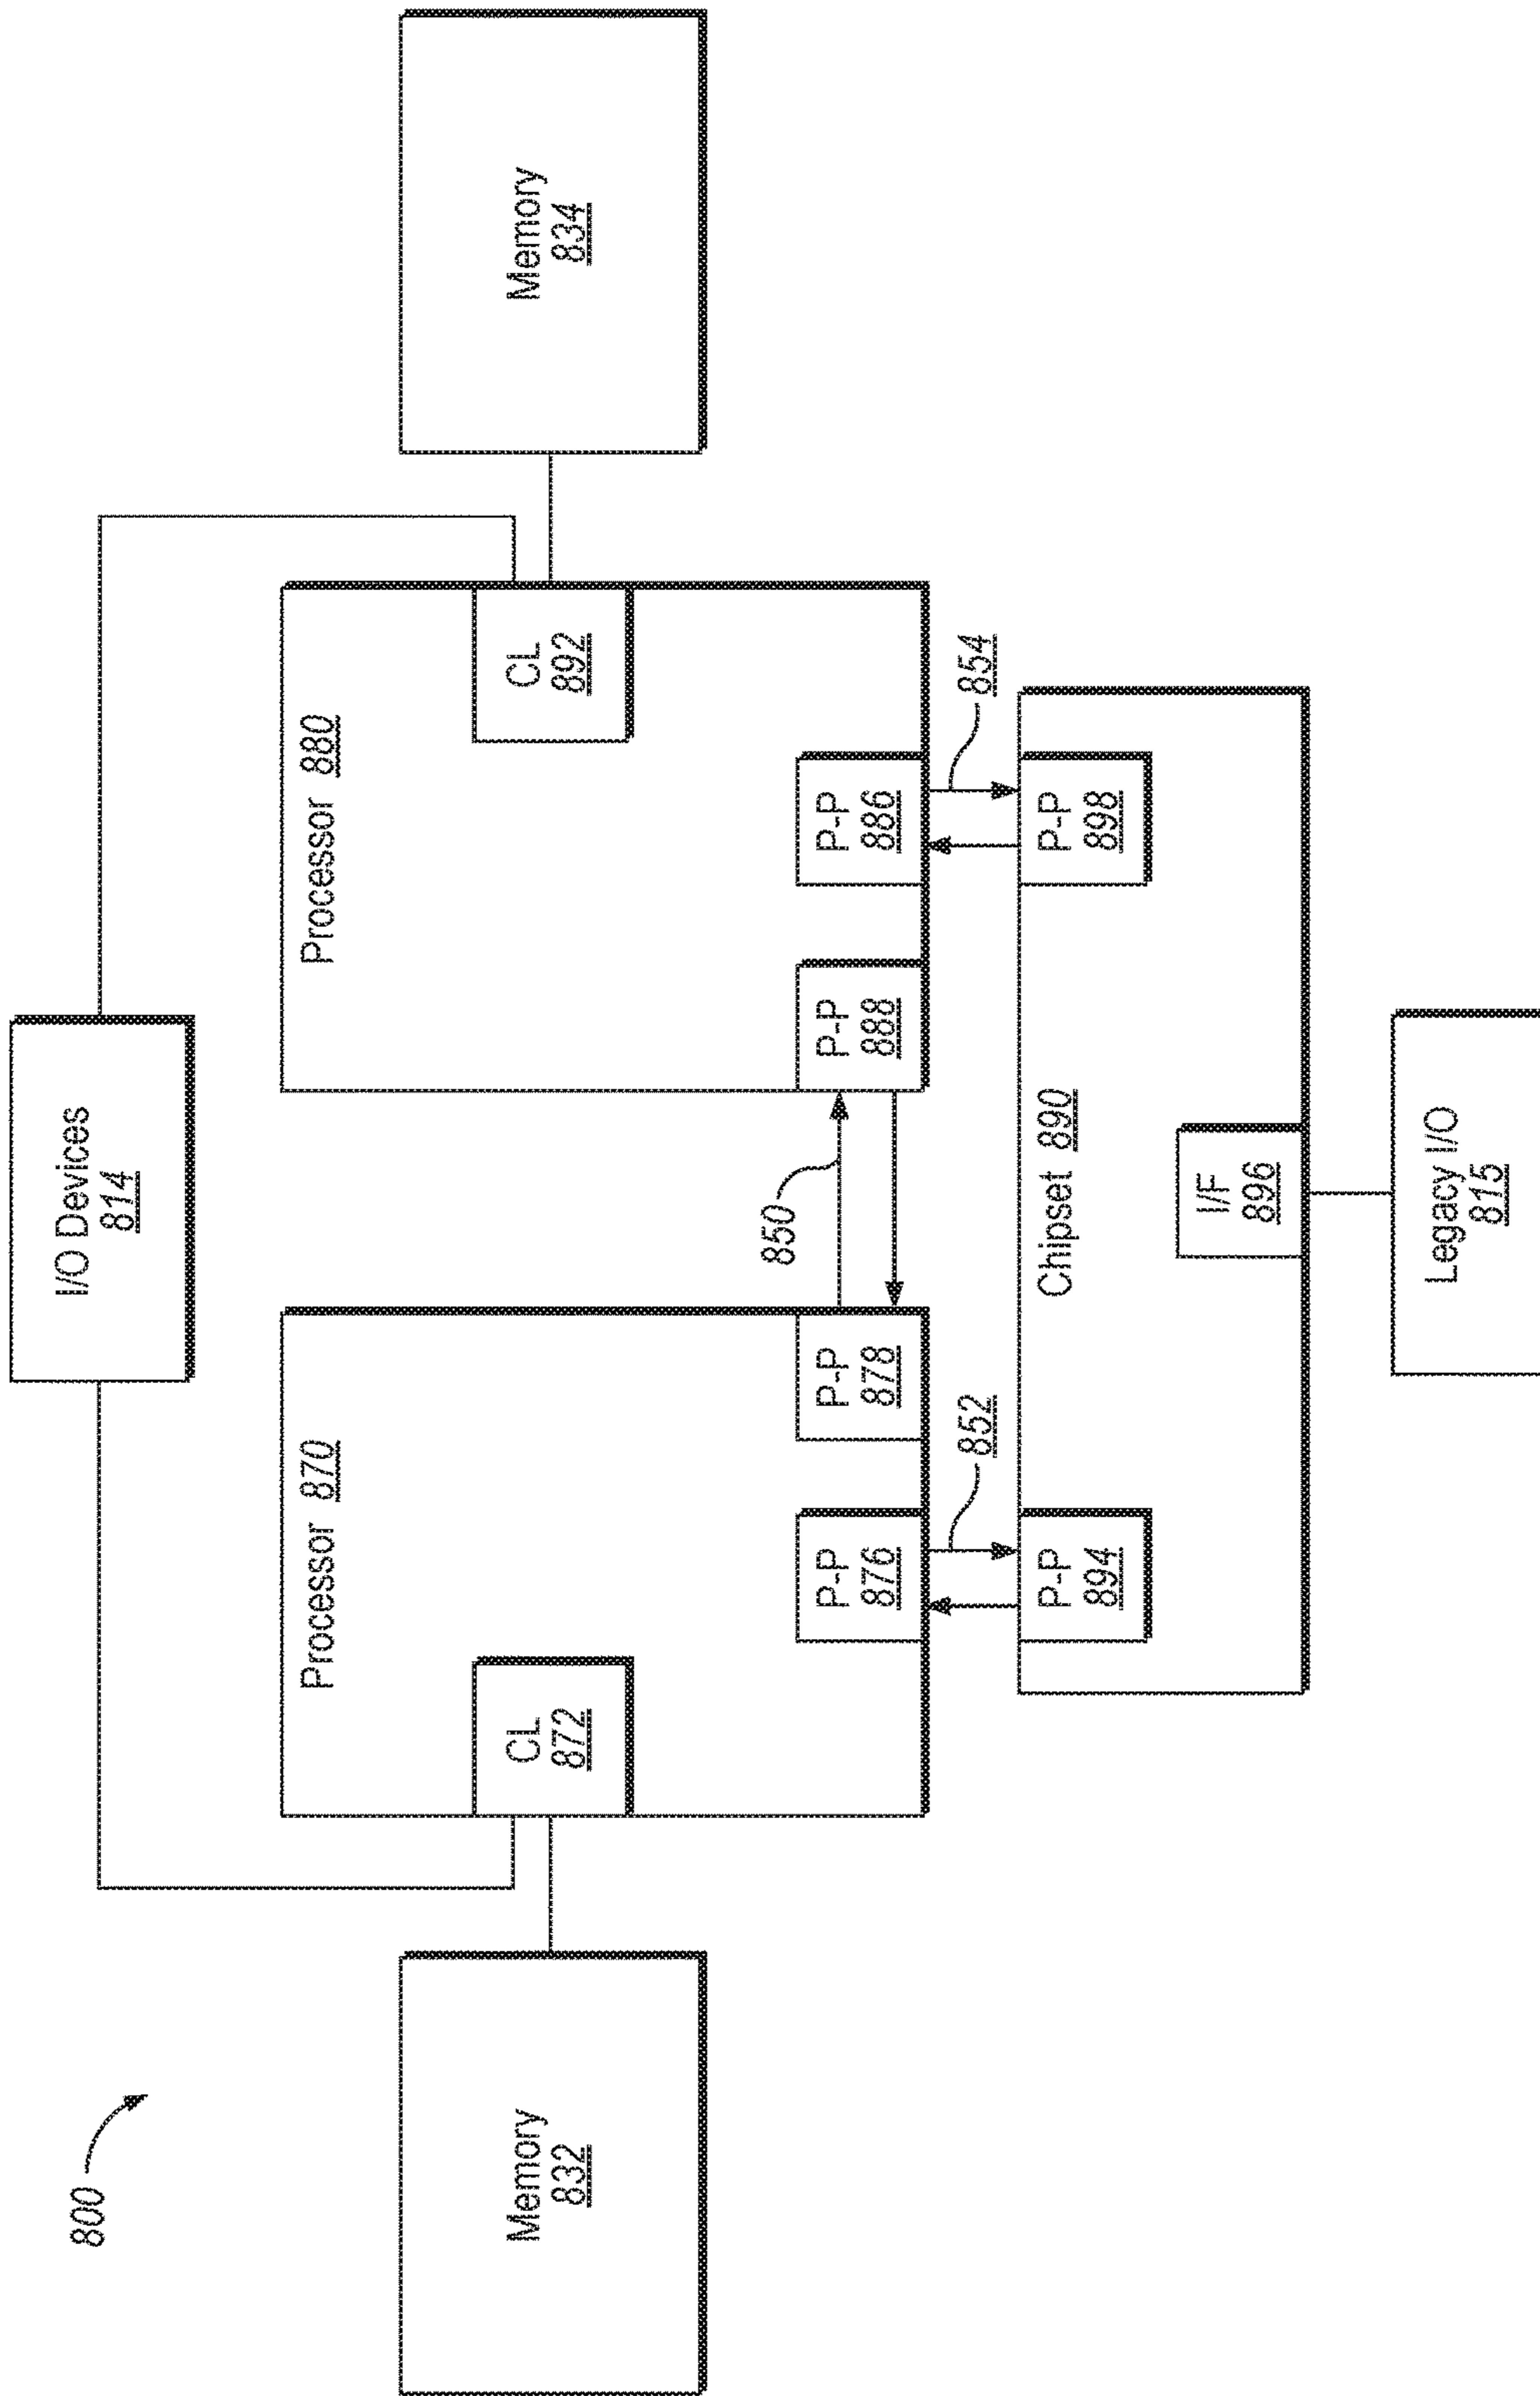 800
I/O Devices
814
Memory
832
Processor 870
CL
872
P-P
876
P-P
878
850
Processor 880
CL
892
P-P
888
P-P
886
Memory
834
852
854
Chipset 890
P-P
894
P-P
898
I/F
896
Legacy I/O
815